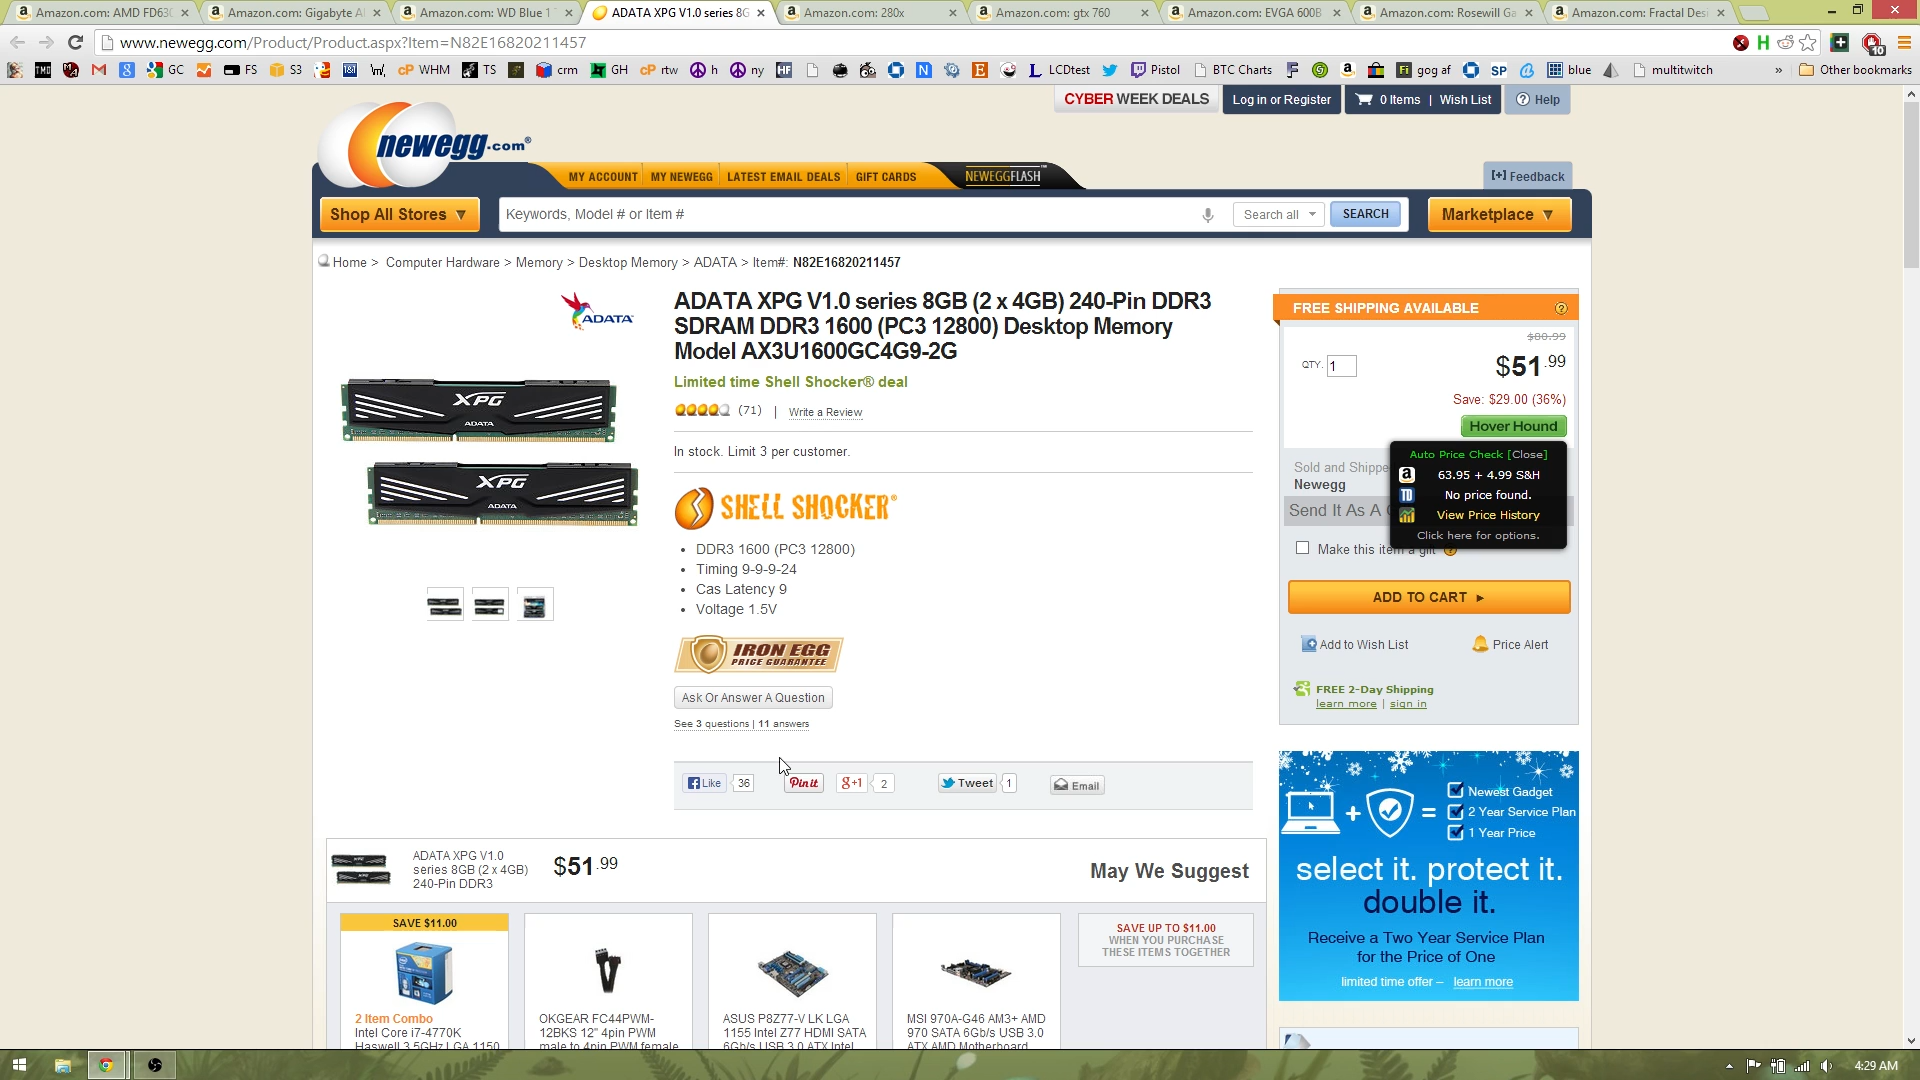 Amazon.com: AMD FD630
Amazon.com: Gigabyte A
Amazon.com: WD Blue 1
ADATA XPG V1.0 series 8G
Amazon.com: 280x
Amazon.com: gtx 760
Amazon.com: EVGA 600B
Amazon.com: Rosewill Ga
Amazon.com: Fractal Des
www.newegg.com/Product/Product.aspx?Item=N82E16820211457
GC
FS
S3
WHM
TS
crm
GH
rtw
h
ny
LCDtest
Pistol
BTC Charts
gog af
blue
multitwitch
»
Other bookmarks
CYBER WEEK DEALS
Log in or Register
0 Items | Wish List
Help
newegg.com®
MY ACCOUNT
MY NEWEGG
LATEST EMAIL DEALS
GIFT CARDS
NEWEGGFLASH™
[+] Feedback
Shop All Stores ▼
Keywords, Model # or Item #
Search all
SEARCH
Marketplace ▼
Home > Computer Hardware > Memory > Desktop Memory > ADATA > Item#: N82E16820211457
ADATA
XPG
ADATA
XPG
ADATA
ADATA XPG V1.0 series 8GB (2 x 4GB) 240-Pin DDR3
SDRAM DDR3 1600 (PC3 12800) Desktop Memory
Model AX3U1600GC4G9-2G
Limited time Shell Shocker® deal
(71) | Write a Review
In stock. Limit 3 per customer.
SHELL SHOCKER®
• DDR3 1600 (PC3 12800)
• Timing 9-9-9-24
• Cas Latency 9
• Voltage 1.5V
IRON EGG
PRICE GUARANTEE
Ask Or Answer A Question
See 3 questions | 11 answers
Like 36
Pinit
g+1 2
Tweet 1
Email
FREE SHIPPING AVAILABLE
$80.99
QTY. 1
$51.99
Save: $29.00 (36%)
Hover Hound
Auto Price Check [Close]
63.95 + 4.99 S&H
No price found.
View Price History
Click here for options.
Sold and Shippe
Newegg
Send It As A
Make this item a gift
ADD TO CART ►
Add to Wish List
Price Alert
FREE 2-Day Shipping
learn more | sign in
Newest Gadget
2 Year Service Plan
1 Year Price
select it. protect it.
double it.
Receive a Two Year Service Plan
for the Price of One
limited time offer – learn more
ADATA XPG V1.0
series 8GB (2 x 4GB)
240-Pin DDR3
$51.99
May We Suggest
SAVE $11.00
2 Item Combo
Intel Core i7-4770K
Haswell 3.5GHz LGA 1150
OKGEAR FC44PWM-
12BKS 12" 4pin PWM
male to 4pin PWM female
ASUS P8Z77-V LK LGA
1155 Intel Z77 HDMI SATA
6Gb/s USB 3.0 ATX Intel
MSI 970A-G46 AM3+ AMD
970 SATA 6Gb/s USB 3.0
ATX AMD Motherboard
SAVE UP TO $11.00
WHEN YOU PURCHASE
THESE ITEMS TOGETHER
4:29 AM